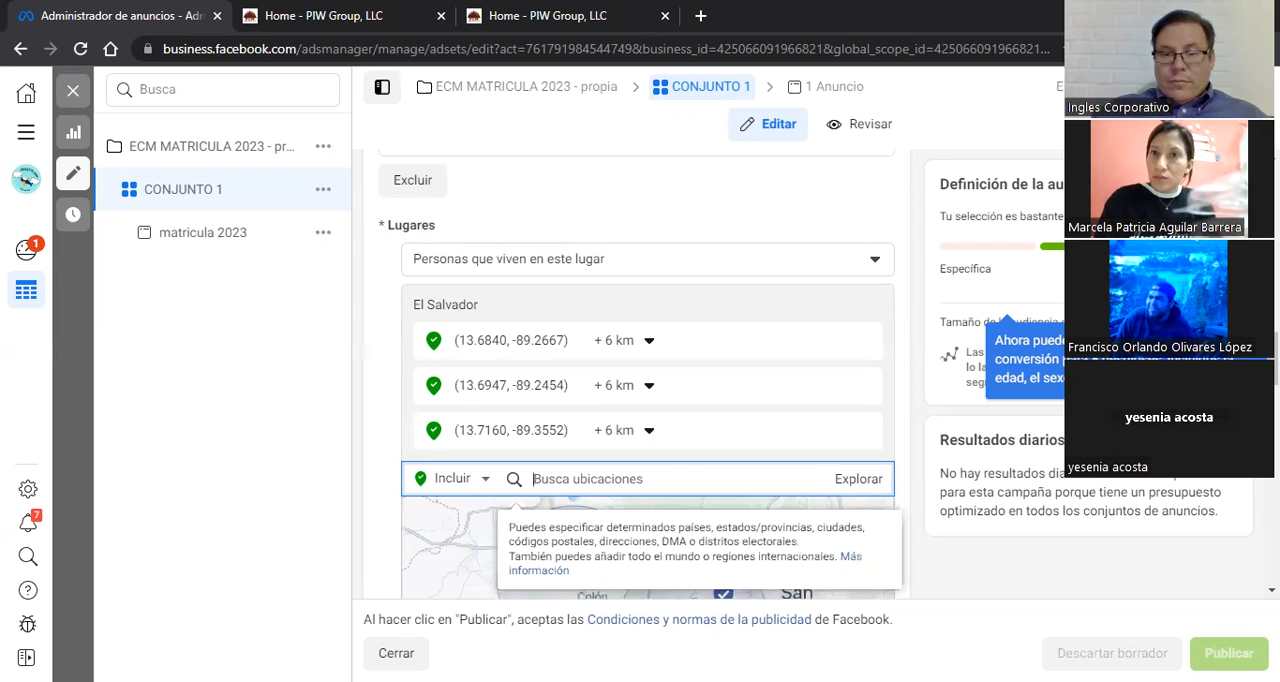 Administrador de anuncios - Adn
Home - PIW Group, LLC
Home - PIW Group, LLC
business.facebook.com/adsmanager/manage/adsets/edit?act=761791984544749&business_id=425066091966821&global_scope_id=425066091966821...
Busca
ECM MATRICULA 2023 - pr...
CONJUNTO 1
matricula 2023
1
7
ECM MATRICULA 2023 - propia
CONJUNTO 1
1 Anuncio
Editar
Revisar
Excluir
* Lugares
Personas que viven en este lugar
El Salvador
(13.6840, -89.2667) + 6 km
(13.6947, -89.2454) + 6 km
(13.7160, -89.3552) + 6 km
Incluir
Busca ubicaciones
Explorar
Puedes especificar determinados países, estados/provincias, ciudades,
códigos postales, direcciones, DMA o distritos electorales.
También puedes añadir todo el mundo o regiones internacionales. Más
información
Colón
San
Definición de la au
Tu selección es bastante
Específica
Tamaño de
Las
lo la
seg
Ahora puede
conversión
edad, el sex
Resultados diarios
No hay resultados dia
para esta campaña porque tiene un presupuesto
optimizado en todos los conjuntos de anuncios.
Al hacer clic en "Publicar", aceptas las Condiciones y normas de la publicidad de Facebook.
Cerrar
Descartar borrador
Publicar
Ingles Corporativo
Marcela Patricia Aguilar Barrera
Francisco Orlando Olivares López
yesenia acosta
yesenia acosta